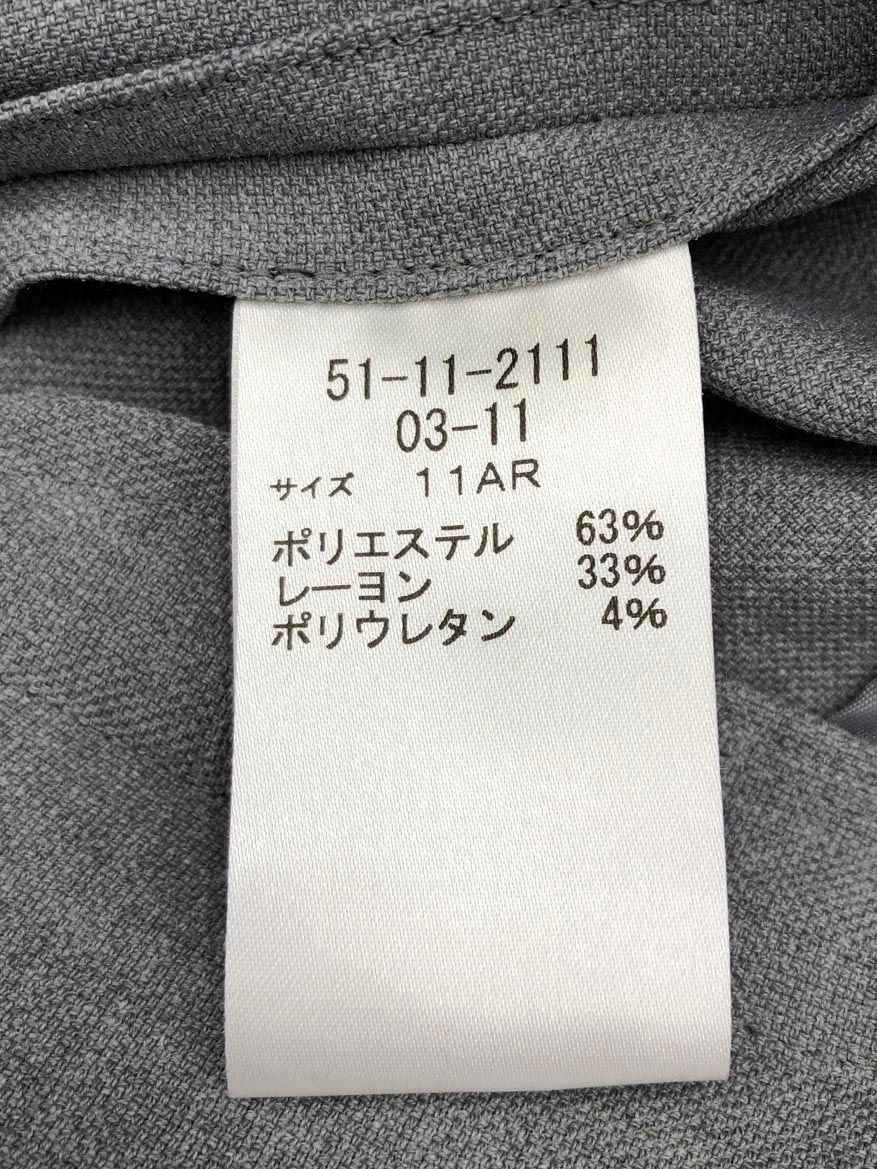 51-11-2111
03-11
サイズ 11AR
ポリエステル 63%
レーヨン 33%
ポリウレタン 4%